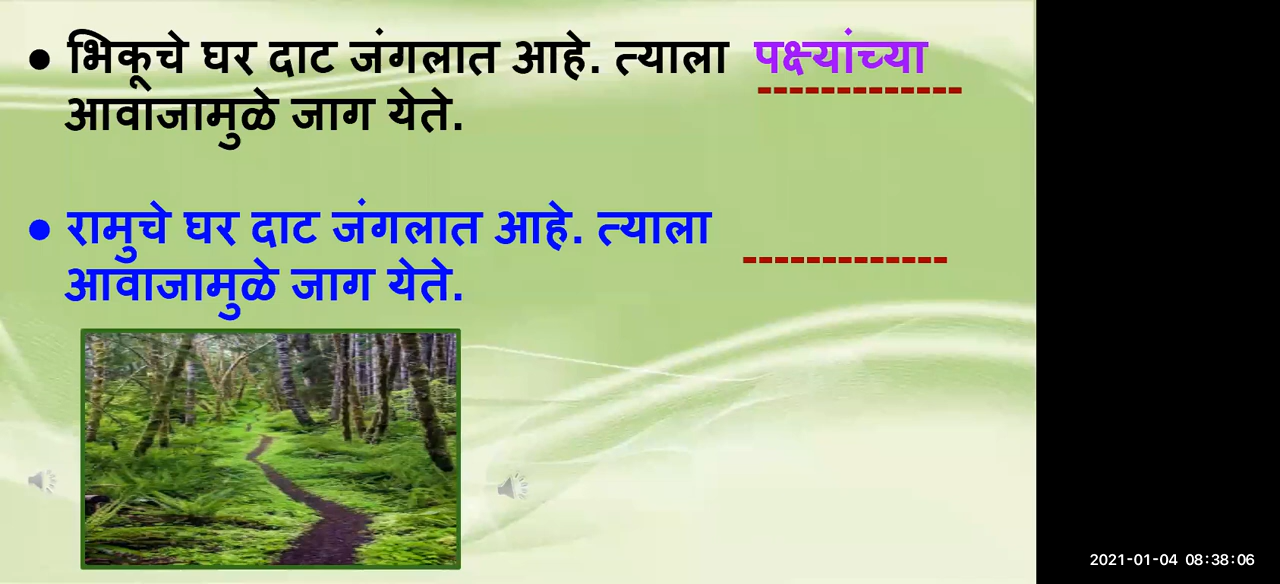 ● भिकूचे घर दाट जंगलात आहे. त्याला पक्ष्यांच्या
-------------
आवाजामुळे जाग येते.
● रामुचे घर दाट जंगलात आहे. त्याला
-------------
आवाजामुळे जाग येते.
2021-01-04 08:38:06